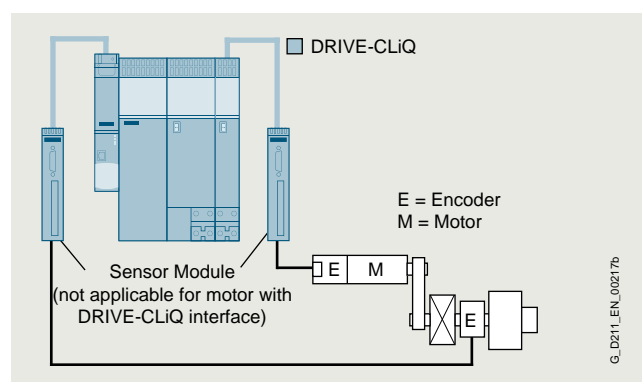 DRIVE-CLiQ
E = Encoder
M = Motor
Sensor Module
(not applicable for motor with
DRIVE-CLiQ interface)
E M
E
G_D211_EN_00217b